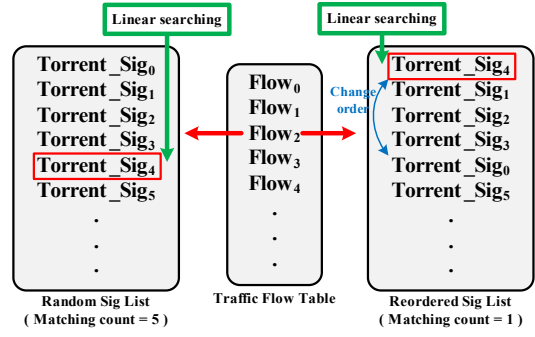 Linear searching
Linear searching
Torrent_Sig0
Torrent_Sig1
Torrent_Sig2
Torrent_Sig3
Torrent_Sig4
Torrent_Sig5
.
.
.
Random Sig List
( Matching count = 5 )
Flow0
Flow1
Flow2
Flow3
Flow4
.
.
.
Traffic Flow Table
Change
order
Torrent_Sig4
Torrent_Sig1
Torrent_Sig2
Torrent_Sig3
Torrent_Sig0
Torrent_Sig5
.
.
.
Reordered Sig List
( Matching count = 1 )